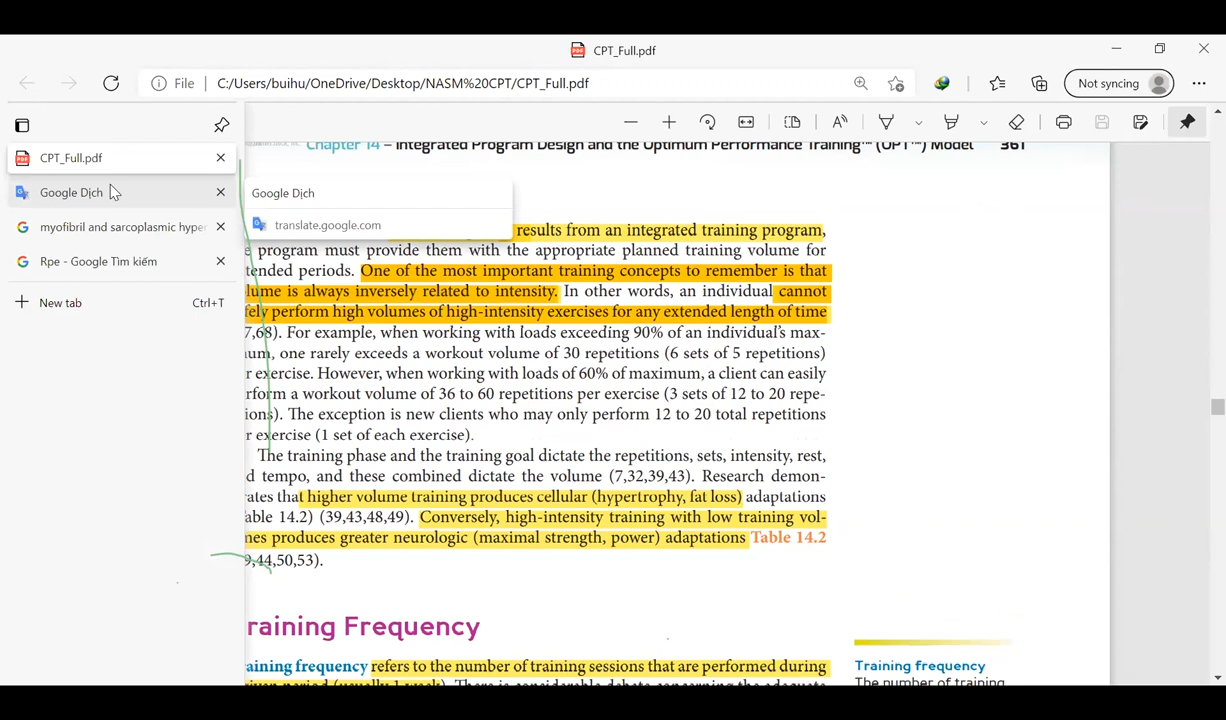 CPT_Full.pdf
File
C:/Users/buihu/OneDrive/Desktop/NASM%20CPT/CPT_Full.pdf
Not syncing
CPT_Full.pdf
Google Dịch
myofibril and sarcoplasmic hype
Rpe - Google Tìm kiếm
New tab
Ctrl+T
Google Dịch
translate.google.com
Chapter 14 – Integrated Program Design and the Optimum Performance Training™ (OPT™) Model 361
results from an integrated training program,
program must provide them with the appropriate planned training volume for
tended periods. One of the most important training concepts to remember is that
lume is always inversely related to intensity. In other words, an individual cannot
fely perform high volumes of high-intensity exercises for any extended length of time
7,68). For example, when working with loads exceeding 90% of an individual's max-
um, one rarely exceeds a workout volume of 30 repetitions (6 sets of 5 repetitions)
r exercise. However, when working with loads of 60% of maximum, a client can easily
rform a workout volume of 36 to 60 repetitions per exercise (3 sets of 12 to 20 repe-
ions). The exception is new clients who may only perform 12 to 20 total repetitions
r exercise (1 set of each exercise).
The training phase and the training goal dictate the repetitions, sets, intensity, rest,
d tempo, and these combined dictate the volume (7,32,39,43). Research demon-
rates that higher volume training produces cellular (hypertrophy, fat loss) adaptations
able 14.2) (39,43,48,49). Conversely, high-intensity training with low training vol-
mes produces greater neurologic (maximal strength, power) adaptations Table 14.2
9,44,50,53).
raining Frequency
aining frequency refers to the number of training sessions that are performed during
given period (usually 1 week). There is considerable debate concerning the adequate
Training frequency
The number of training